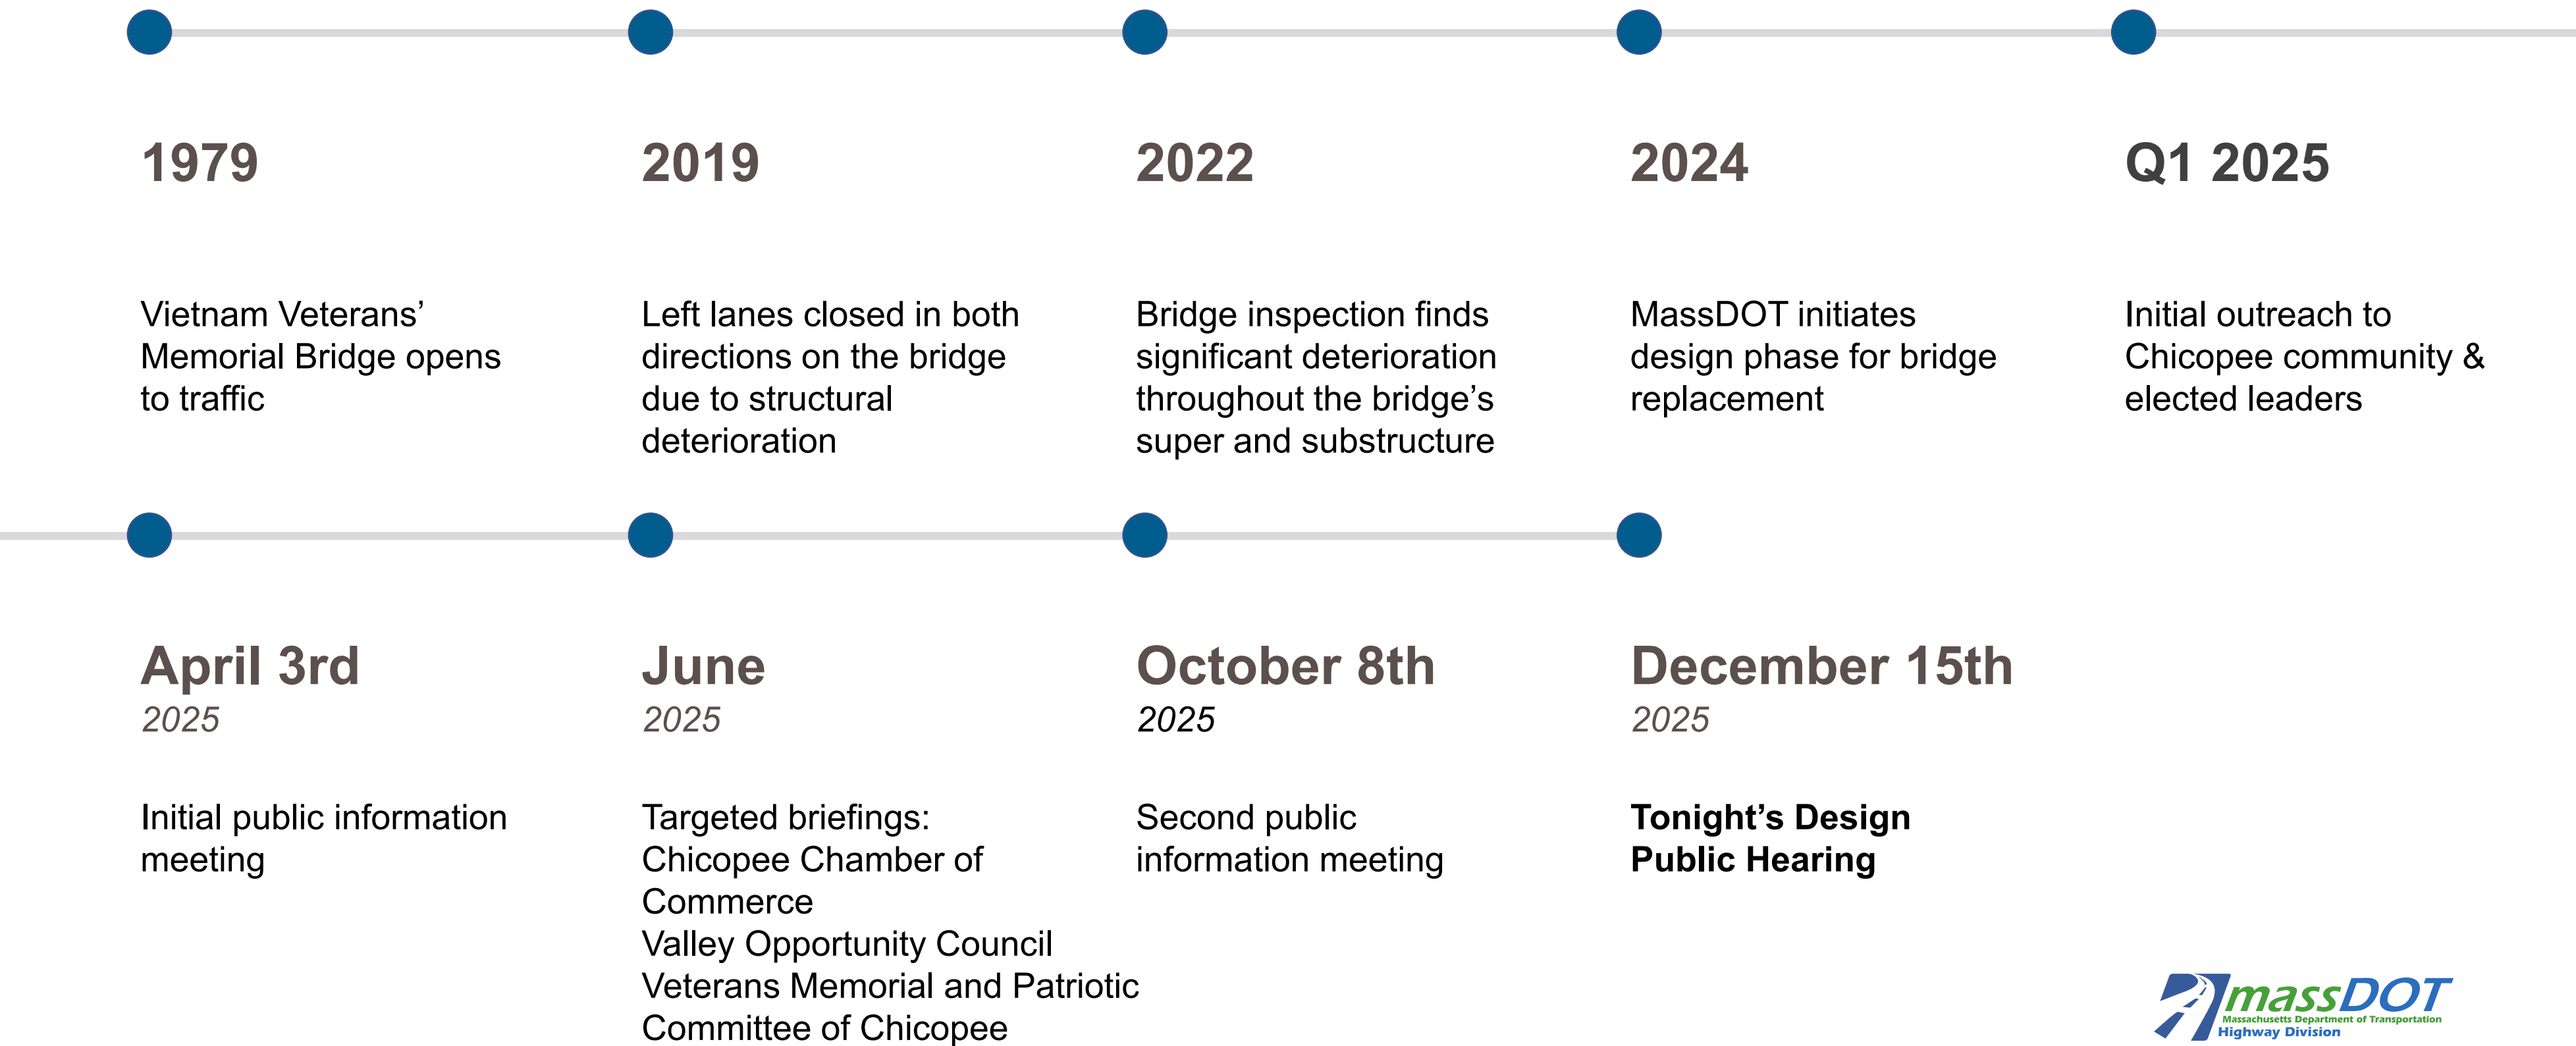 1979
Vietnam Veterans’
Memorial Bridge opens
to traffic
2019
Left lanes closed in both
directions on the bridge
due to structural
deterioration
2022
Bridge inspection finds
significant deterioration
throughout the bridge’s
super and substructure
2024
MassDOT initiates
design phase for bridge
replacement
Q1 2025
Initial outreach to
Chicopee community &
elected leaders
April 3rd
2025
Initial public information
meeting
June
2025
Targeted briefings:
Chicopee Chamber of
Commerce
Valley Opportunity Council
Veterans Memorial and Patriotic
Committee of Chicopee
October 8th
2025
Second public
information meeting
December 15th
2025
Tonight’s Design
Public Hearing
massDOT
Massachusetts Department of Transportation
Highway Division